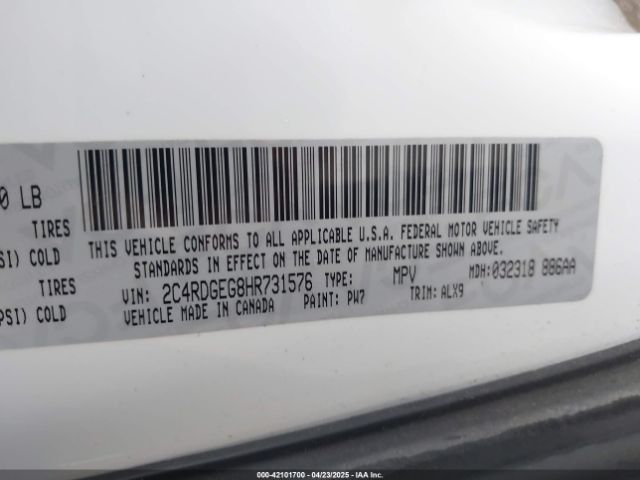 0 LB
TIRES
SI) COLD
TIRES
PSI) COLD
THIS VEHICLE CONFORMS TO ALL APPLICABLE U.S.A. FEDERAL MOTOR VEHICLE SAFETY
STANDARDS IN EFFECT ON THE DATE OF MANUFACTURE SHOWN ABOVE.
VIN: 2C4RDGEG8HR731576 TYPE: MPV MDH: 032318 886AA
VEHICLE MADE IN CANADA PAINT: PW7 TRIM: ALX9
000-42101700 - 04/23/2025 - IAAI.COM